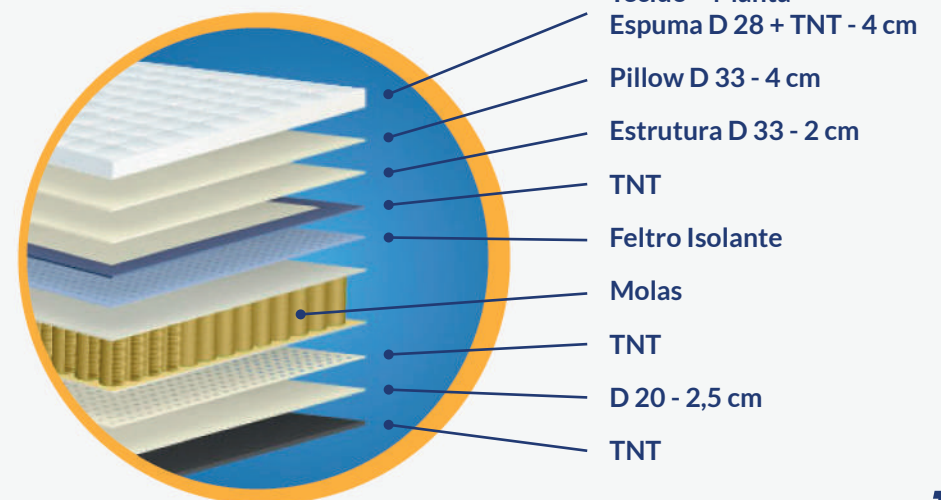 Espuma D 28 + TNT - 4 cm
Pillow D 33 - 4 cm
Estrutura D 33 - 2 cm
TNT
Feltro Isolante
Molas
TNT
D 20 - 2,5 cm
TNT